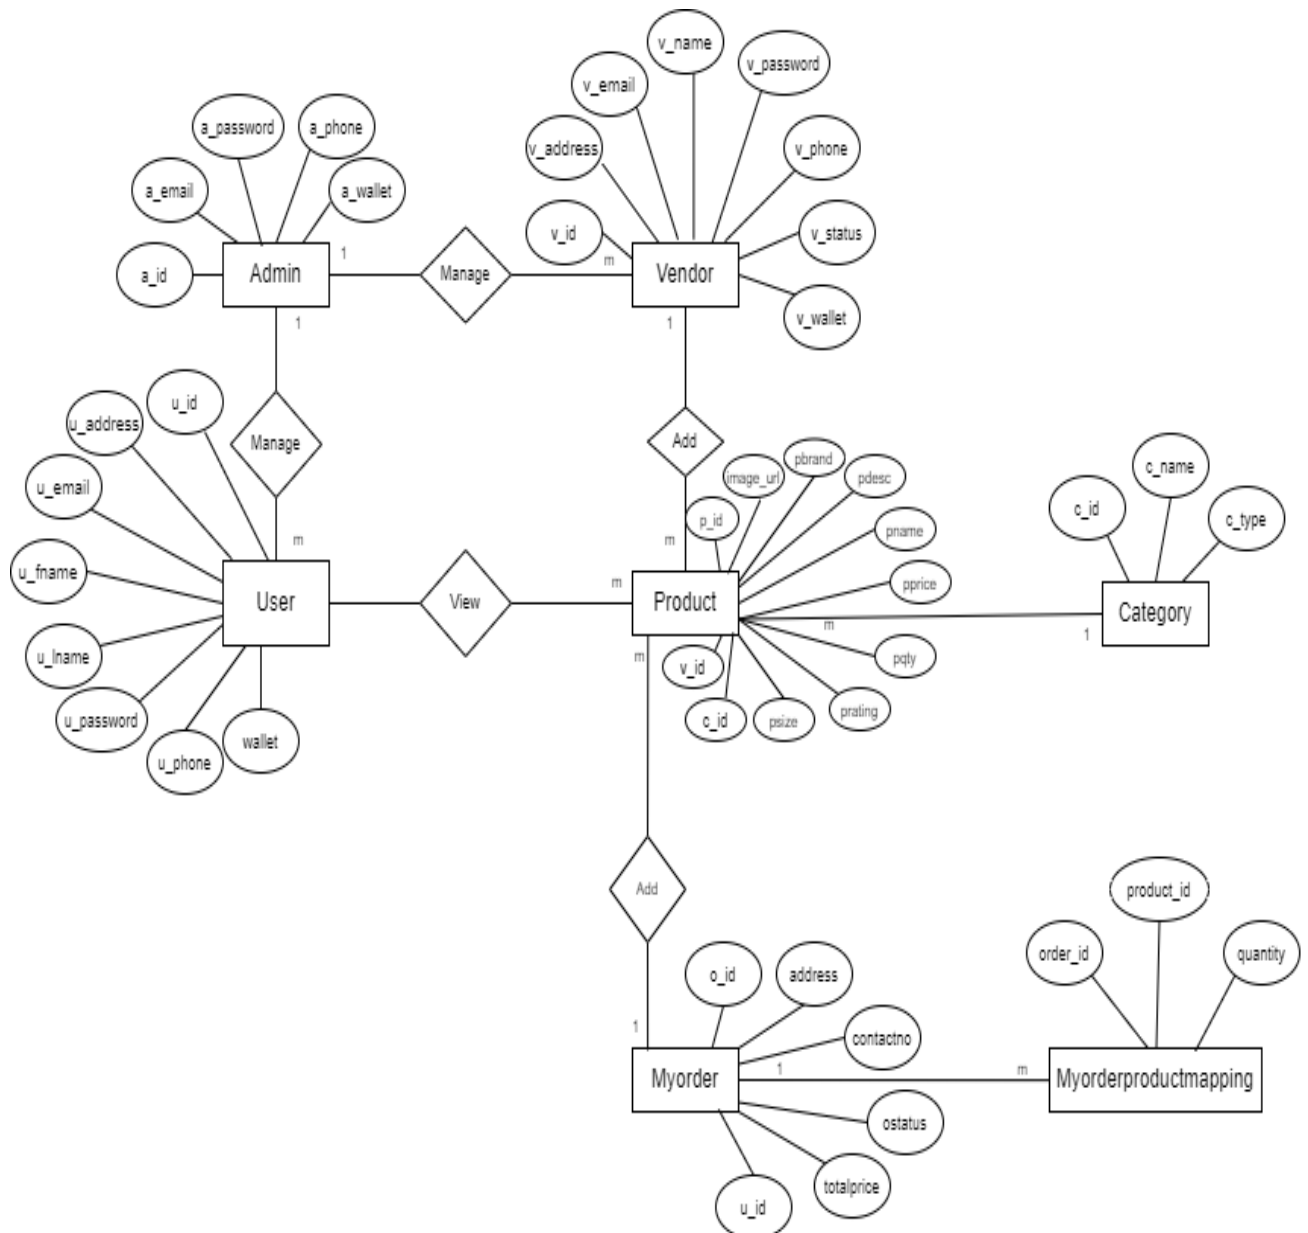 v_name
v_password
v_email
a_password
a_phone
v_address
v_phone
a_email
a_wallet
v_id
v_status
Admin
1
Manage
m
Vendor
a_id
v_wallet
1
1
u_id
u_address
Manage
Add
pbrand
c_name
image_url
pdesc
u_email
p_id
c_id
c_type
pname
m
m
u_fname
m
pprice
User
View
Product
Category
m
1
u_lname
m
v_id
pqty
u_password
c_id
psize
prating
u_phone
wallet
Add
product_id
o_id
address
order_id
quantity
1
contactno
Myorder
1
m
Myorderproductmapping
ostatus
totalprice
u_id